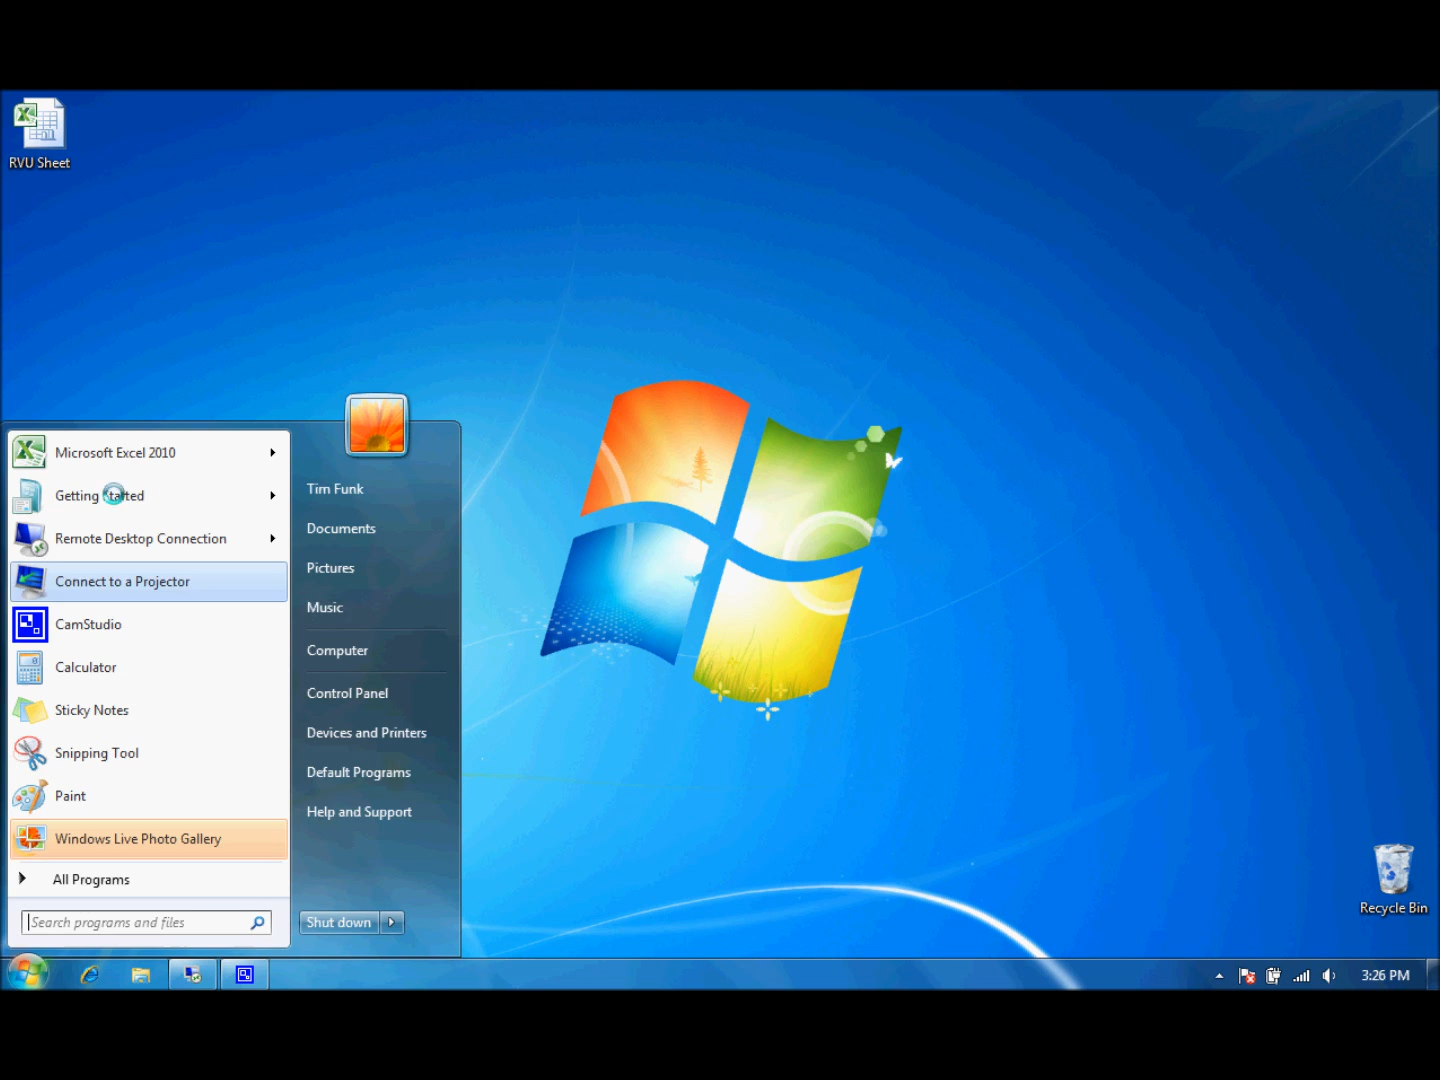 RVU Sheet
Microsoft Excel 2010
Getting Started
Remote Desktop Connection
Connect to a Projector
CamStudio
Calculator
Sticky Notes
Snipping Tool
Paint
Windows Live Photo Gallery
All Programs
Search programs and files
Tim Funk
Documents
Pictures
Music
Computer
Control Panel
Devices and Printers
Default Programs
Help and Support
Shut down
Recycle Bin
3:26 PM